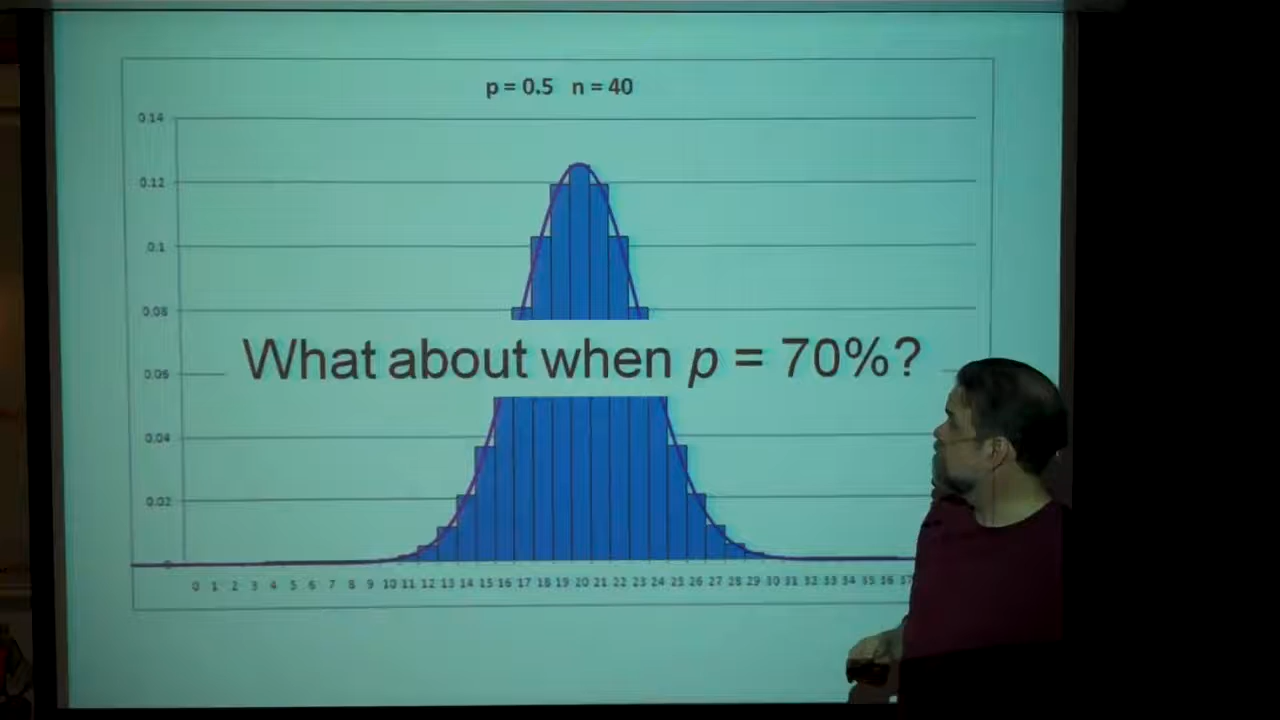 p = 0.5 n = 40
0.14
0.12
0.1
0.08
What about when p = 70%?
0.06
0.04
0.02
0 1 2 3 4 5 6 7 8 9 10 11 12 13 14 15 16 17 18 19 20 21 22 23 24 25 26 27 28 29 30 31 32 33 34 35 36 37